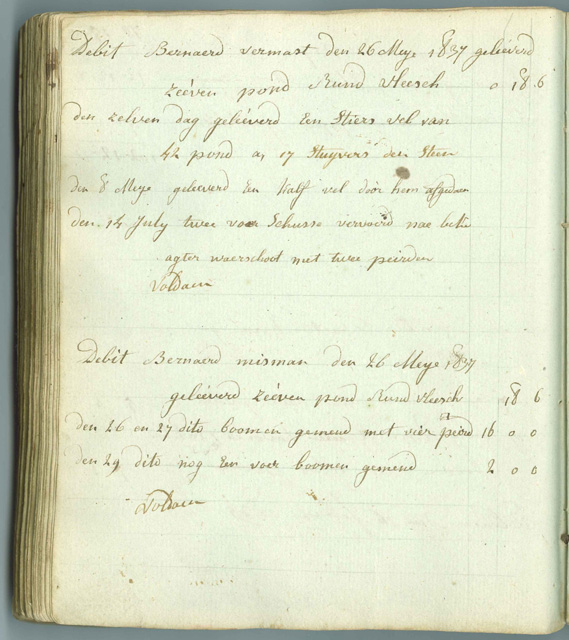 Debit Bernaerd vermast den 26 Meye 1837 geleeverd
zeeven pond Rund vleesch 0 18 6
den zelven dag geleeverd Een Stiers vel van
42 pond a 17 Stuyvers den Steen
den 8 Meye geleeverd Een Kalf vel door hem afgedaen
den 14 July twee voer Schusse vervoerd nae
agter waerschoot met twee peirden
Voldaen
Debit Bernaerd misman den 26 Meye 1837
geleeverd zeeven pond Rund vleesch 18 6
den 26 en 27 dito boomen gemend met vier peird 16 0 0
den 29 dito nog Een voer boomen gemend 2 0 0
Voldaen